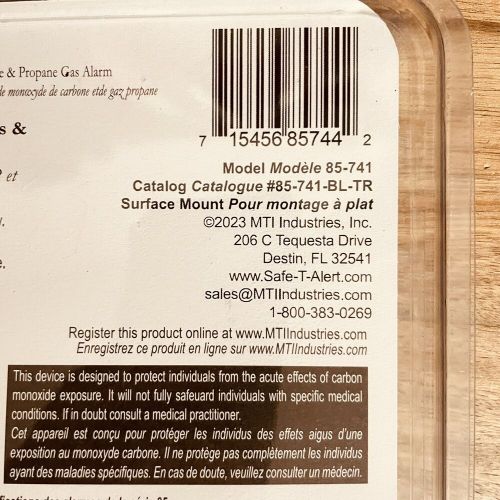 e & Propane Gas Alarm
de monoxyde de carbone etde gaz propane
s &
et
e.
7 15456 85744 2
Model Modèle 85-741
Catalog Catalogue #85-741-BL-TR
Surface Mount Pour montage à plat
©2023 MTI Industries, Inc.
206 C Tequesta Drive
Destin, FL 32541
www.Safe-T-Alert.com
sales@MTIIndustries.com
1-800-383-0269
Register this product online at www.MTIIndustries.com
Enregistrez ce produit en ligne sur www.MTIIndustries.com
This device is designed to protect individuals from the acute effects of carbon
monoxide exposure. It will not fully safeuard individuals with specific medical
conditions. If in doubt consult a medical practitioner.
Cet appareil est conçu pour protéger les individus des effets aigus d'une
exposition au monoxyde carbone. Il ne protège pas complètement les individus
ayant des maladies spécifiques. En cas de doute, veuillez consulter un médecin.